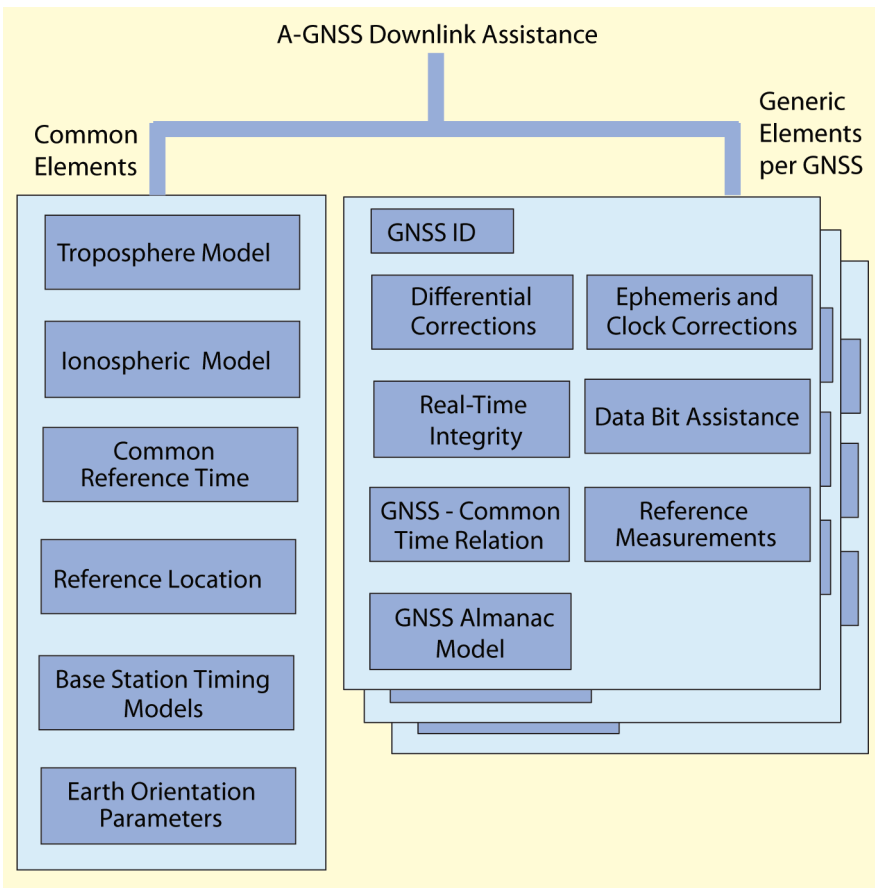 A-GNSS Downlink Assistance
Common
Elements
Generic
Elements
per GNSS
Troposphere Model
Ionospheric Model
Common
Reference Time
Reference Location
Base Station Timing
Models
Earth Orientation
Parameters
GNSS ID
Differential
Corrections
Ephemeris and
Clock Corrections
Real-Time
Integrity
Data Bit Assistance
GNSS - Common
Time Relation
Reference
Measurements
GNSS Almanac
Model